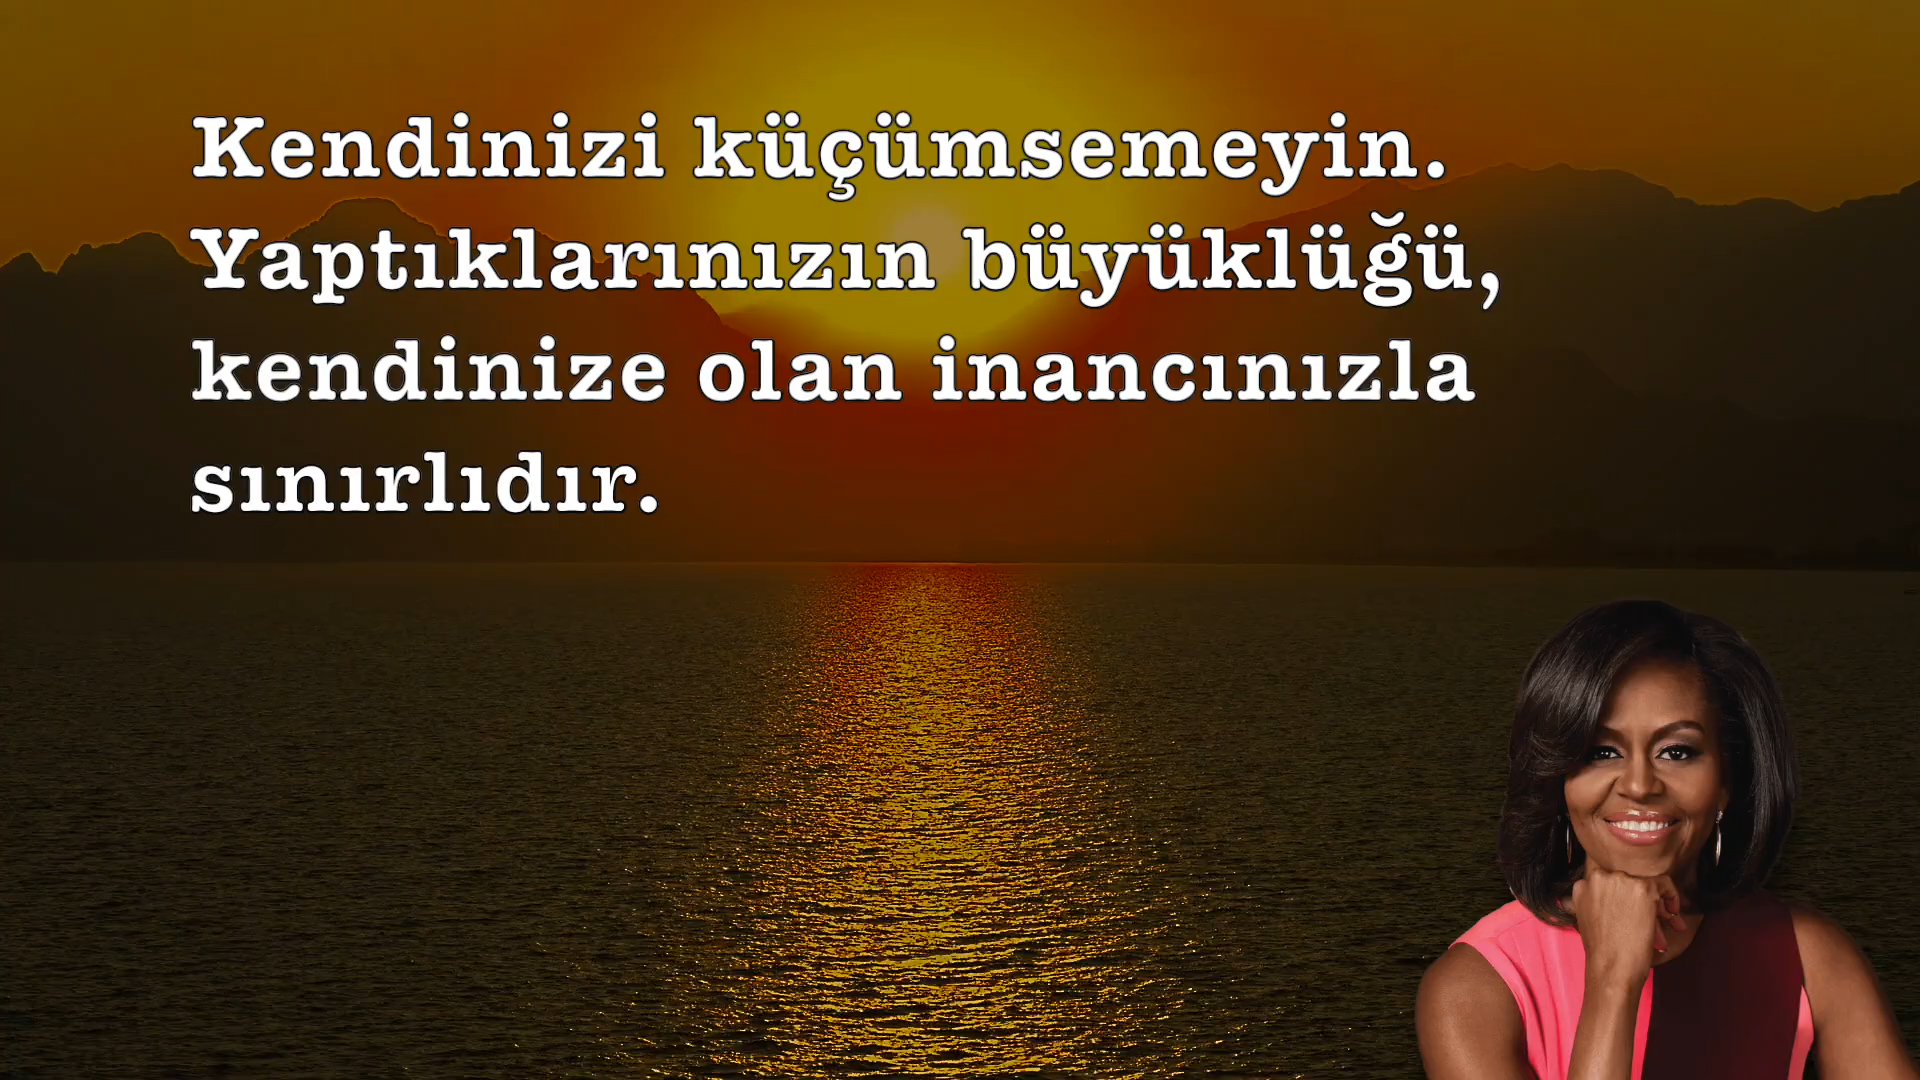 Kendinizi küçümsemeyin.
Yaptıklarınızın büyüklüğü,
kendinize olan inancınızla
sınırlıdır.